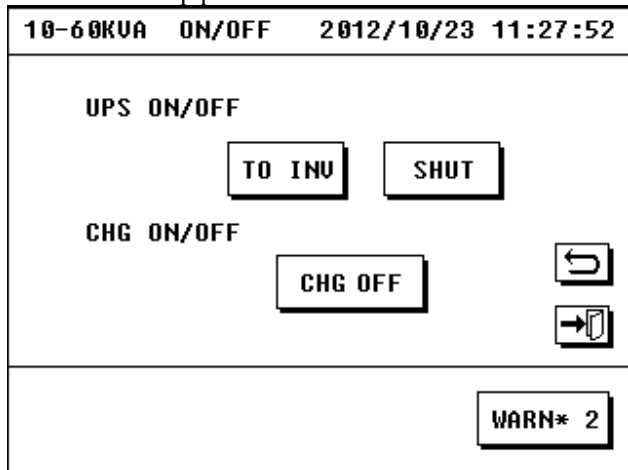 10-60KVA ON/OFF 2012/10/23 11:27:52
UPS ON/OFF
TO INV SHUT
CHG ON/OFF
CHG OFF
WARN* 2